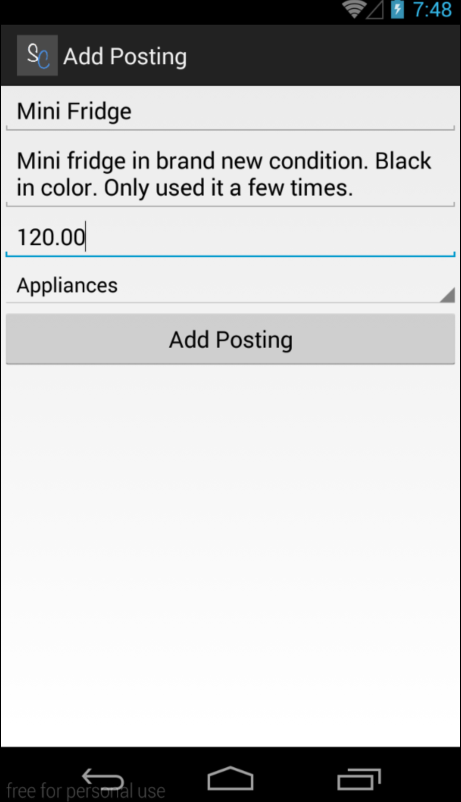 7:48
SC Add Posting
Mini Fridge
Mini fridge in brand new condition. Black
in color. Only used it a few times.
120.00
Appliances
Add Posting
free for personal use